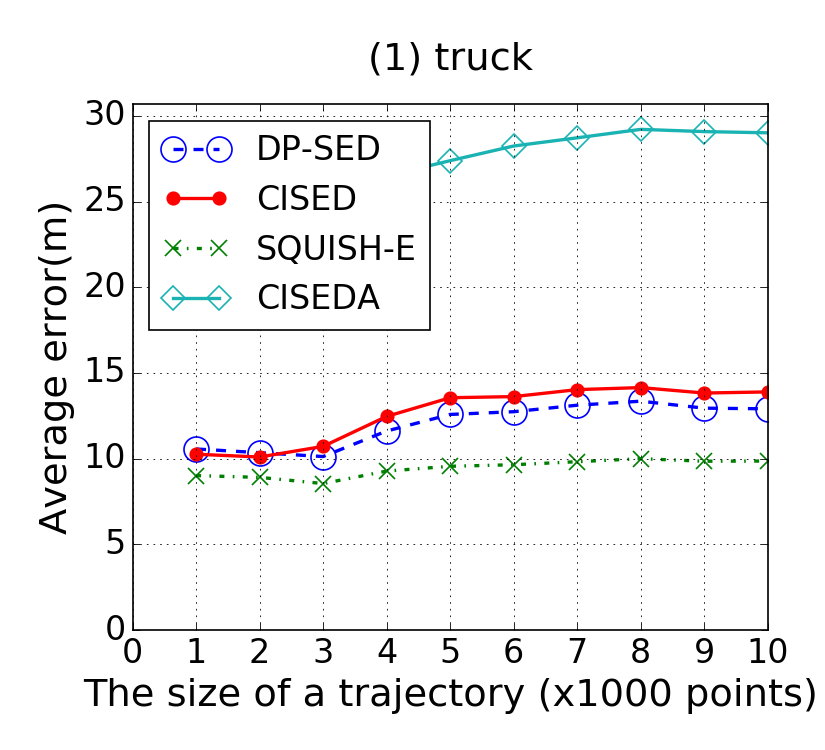 (1) truck
30
25
20
15
10
5
0
Average error(m)
DP-SED
CISED
SQUISH-E
CISEDA
0 1 2 3 4 5 6 7 8 9 10
The size of a trajectory (x1000 points)